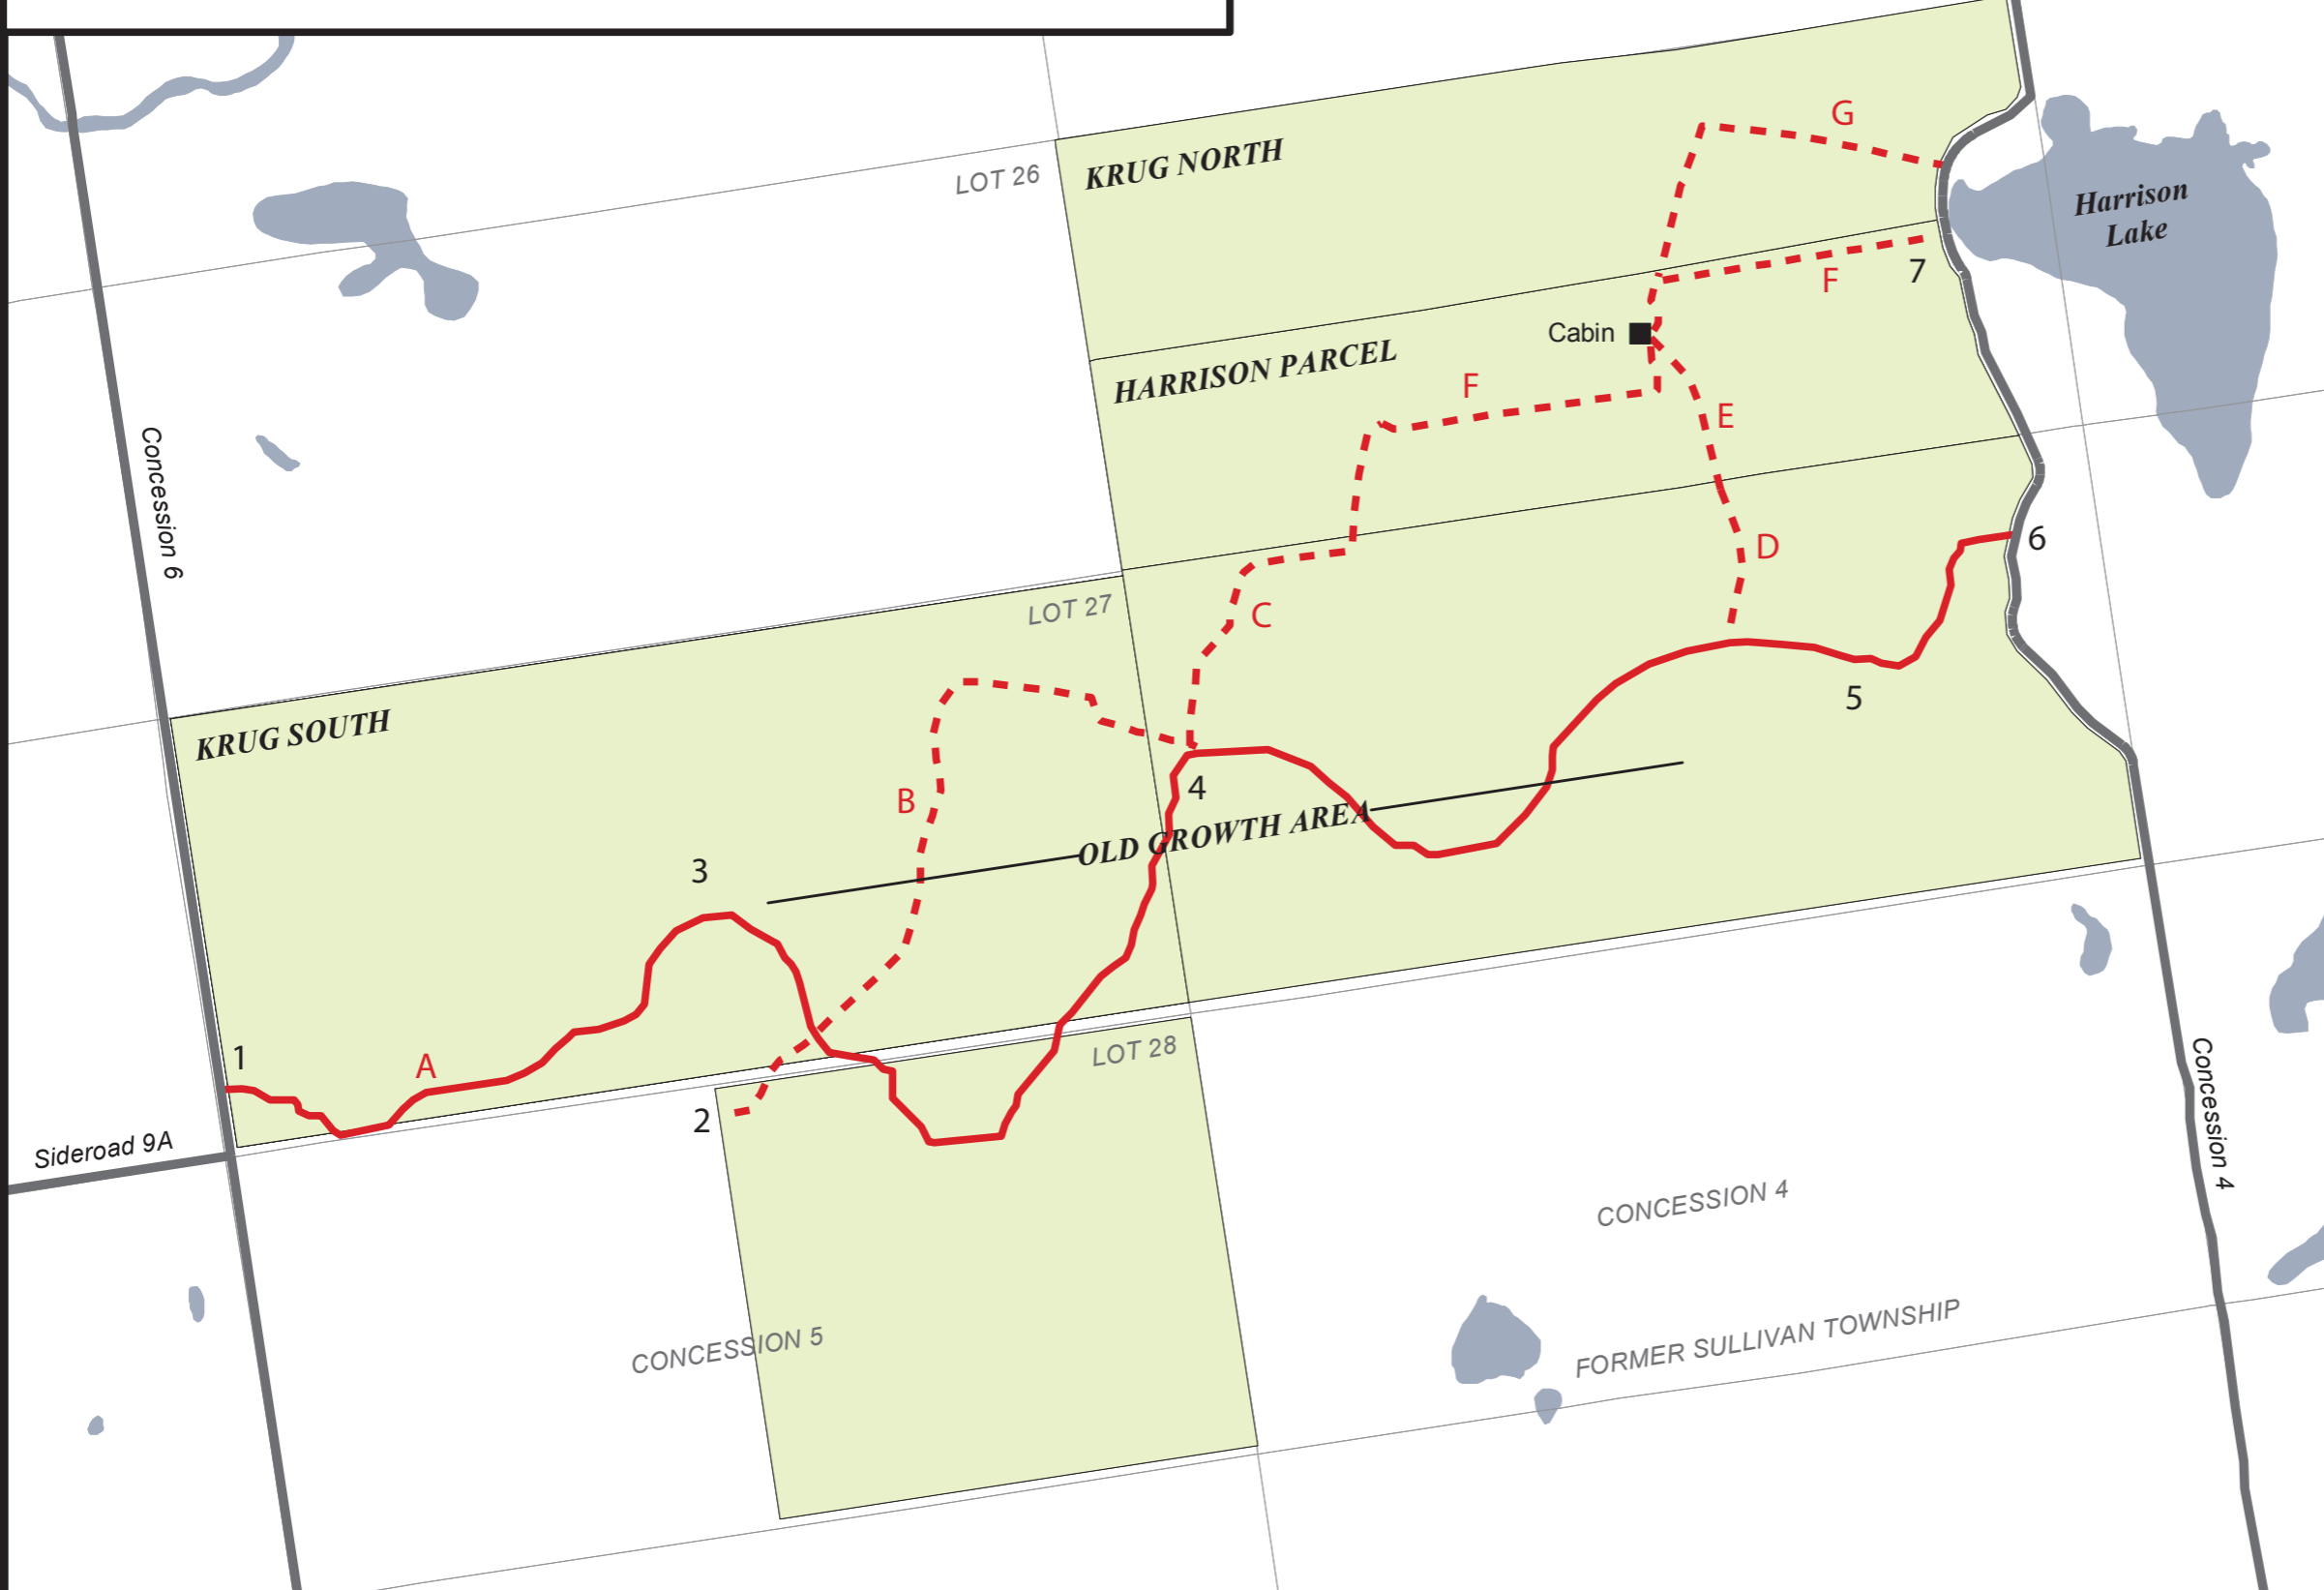 G
KRUG NORTH
LOT 26
Harrison
Lake
7
F
Cabin
HARRISON PARCEL
F
E
Concession 6
6
D
LOT 27
C
5
KRUG SOUTH
4
B
OLD GROWTH AREA
3
1
A
LOT 28
2
Sideroad 9A
Concession 4
CONCESSION 4
CONCESSION 5
FORMER SULLIVAN TOWNSHIP